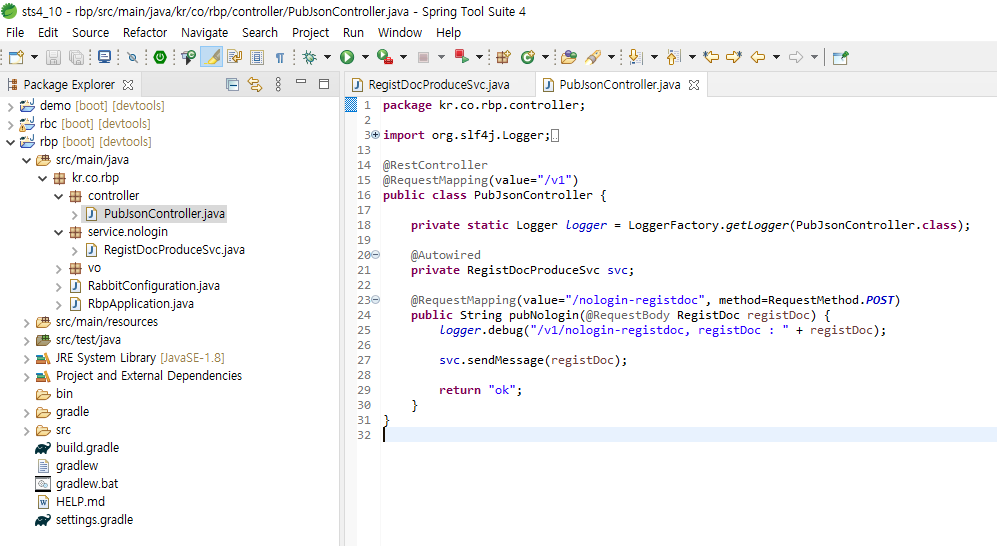 sts4_10 - rbp/src/main/java/kr/co/rbp/controller/PubJsonController.java - Spring Tool Suite 4
File Edit Source Refactor Navigate Search Project Run Window Help
Package Explorer
demo [boot] [devtools]
rbc [boot] [devtools]
rbp [boot] [devtools]
src/main/java
kr.co.rbp
controller
PubJsonController.java
service.nologin
RegistDocProduceSvc.java
vo
RabbitConfiguration.java
RbpApplication.java
src/main/resources
src/test/java
JRE System Library [JavaSE-1.8]
Project and External Dependencies
bin
gradle
src
build.gradle
gradlew
gradlew.bat
HELP.md
settings.gradle
RegistDocProduceSvc.java PubJsonController.java
1 package kr.co.rbp.controller;
2
3 import org.slf4j.Logger;
13
14 @RestController
15 @RequestMapping(value="/v1")
16 public class PubJsonController {
17
18 private static Logger logger = LoggerFactory.getLogger(PubJsonController.class);
19
20 @Autowired
21 private RegistDocProduceSvc svc;
22
23 @RequestMapping(value="/nologin-registdoc", method=RequestMethod.POST)
24 public String pubNologin(@RequestBody RegistDoc registDoc) {
25 logger.debug("/v1/nologin-registdoc, registDoc : " + registDoc);
26
27 svc.sendMessage(registDoc);
28
29 return "ok";
30 }
31 }
32